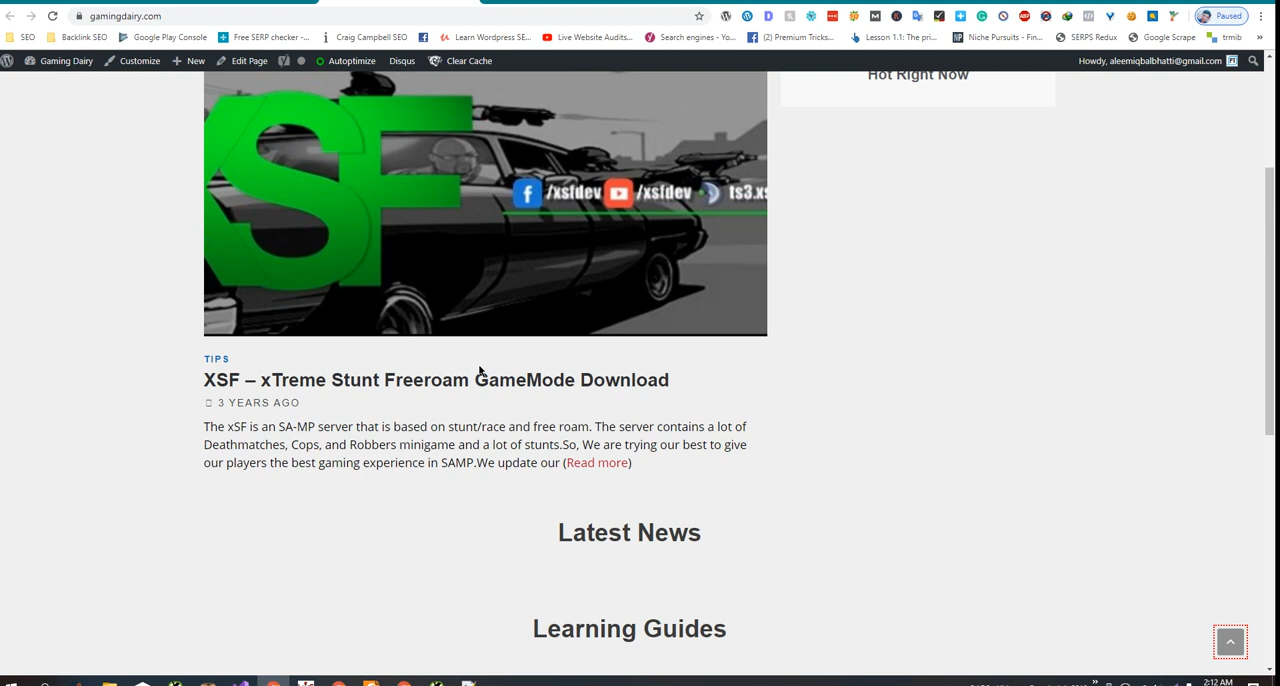 gamingdairy.com
Paused
SEO
Backlink SEO
Google Play Console
Free SERP checker -...
Craig Campbell SEO
Learn Wordpress SE...
Live Website Audits...
Search engines - Yo...
(2) Premium Tricks...
Lesson 1.1: The pri...
Niche Pursuits - Fin...
SERPS Redux
Google Scrape
trmib
»
Gaming Dairy
Customize
New
Edit Page
Autoptimize
Disqus
Clear Cache
Howdy, aleemiqbalbhatti@gmail.com
Hot Right Now
XSF
/xsfdev
/xsfdev
ts3.xs
TIPS
XSF – xTreme Stunt Freeroam GameMode Download
3 YEARS AGO
The xSF is an SA-MP server that is based on stunt/race and free roam. The server contains a lot of
Deathmatches, Cops, and Robbers minigame and a lot of stunts.So, We are trying our best to give
our players the best gaming experience in SAMP.We update our (Read more)
Latest News
Learning Guides
2:12 AM